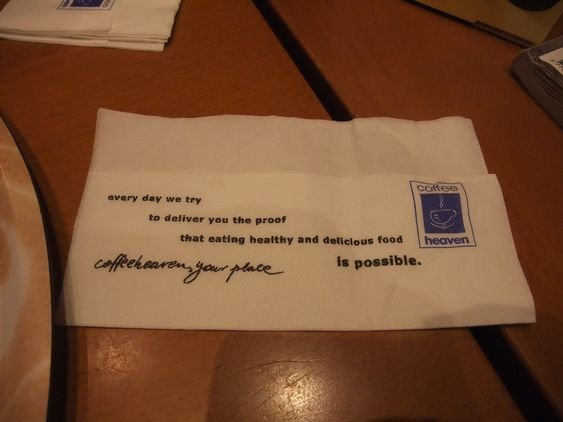 every day we try
to deliver you the proof
that eating healthy and delicious food
is possible.
coffeeheaven, your place
coffee
heaven